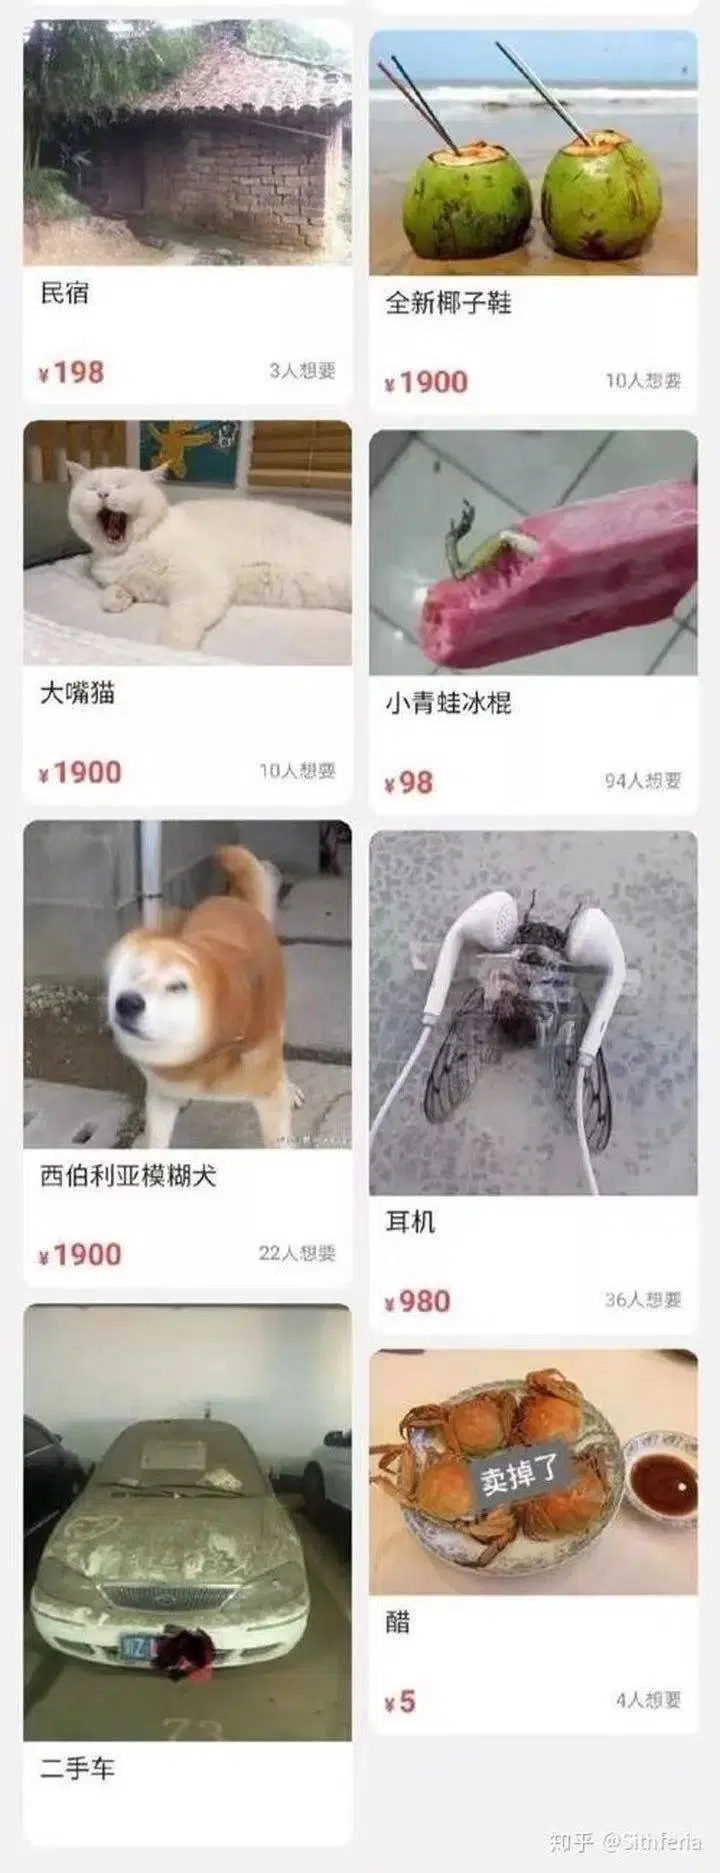 民宿
¥198
3人想要
全新椰子鞋
¥1900
10人想要
大嘴猫
¥1900
10人想要
小青蛙冰棍
¥98
94人想要
西伯利亚模糊犬
¥1900
22人想要
耳机
¥980
36人想要
73
二手车
卖掉了
醋
¥5
4人想要
知乎 @Sithferia